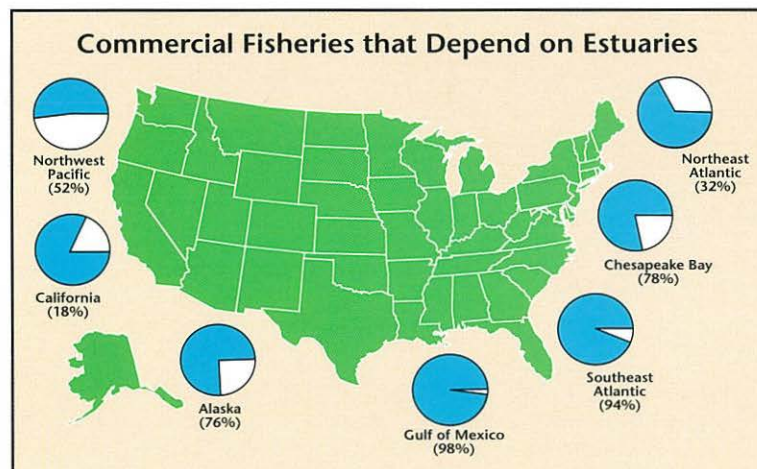 Commercial Fisheries that Depend on Estuaries
Northwest
Pacific
(52%)
Northeast
Atlantic
(32%)
California
(18%)
Chesapeake Bay
(78%)
Alaska
(76%)
Gulf of Mexico
(98%)
Southeast
Atlantic
(94%)